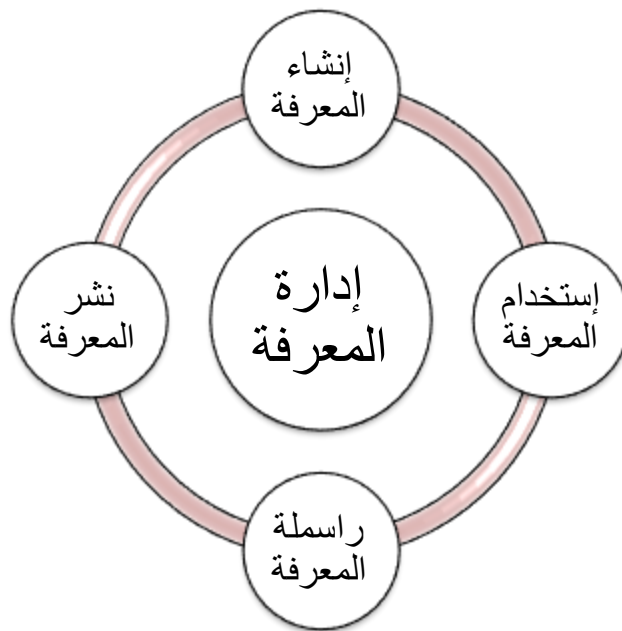 إنشاء
المعرفة
إستخدام
المعرفة
راسملة
المعرفة
نشر
المعرفة
إدارة
المعرفة